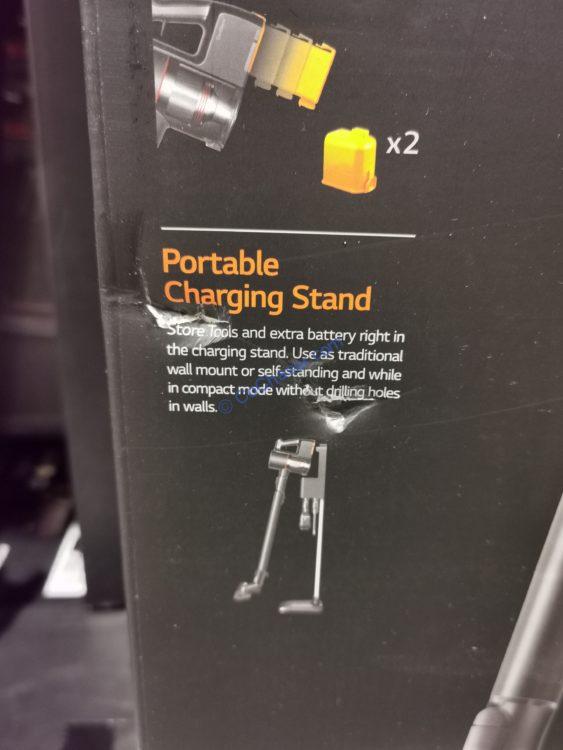 x2
Portable
Charging Stand
Store Tools and extra battery right in
the charging stand. Use as traditional
wall mount or self-standing and while
in compact mode without drilling holes
in walls.